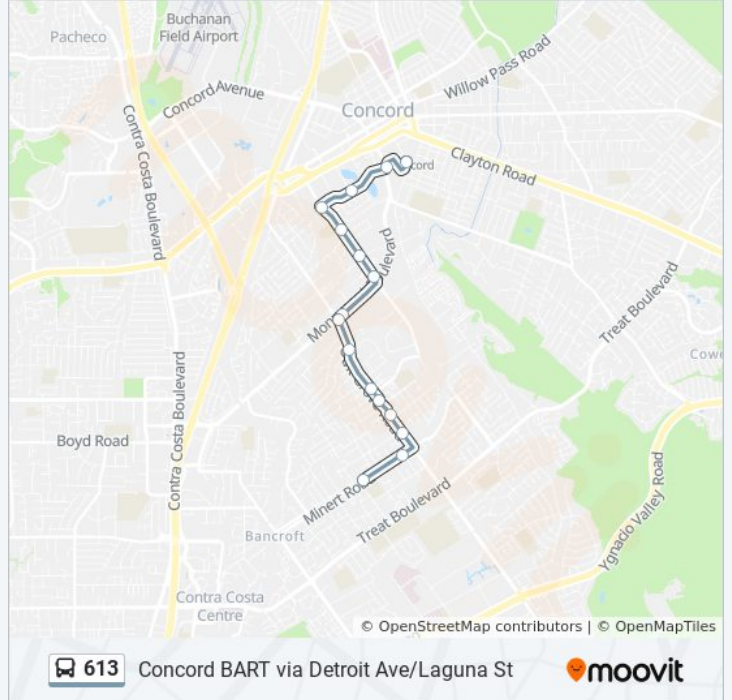 Buchanan
Field Airport
Pacheco
Willow Pass Road
Concord Avenue
Concord
Contra Costa Boulevard
Clayton Road
Treat Boulevard
Boyd Road
Contra Costa Boulevard
Minert
Treat Boulevard
Ygnacio Valley Road
Bancroft
Contra Costa
Centre
© OpenStreetMap contributors | © OpenMapTiles
613 Concord BART via Detroit Ave/Laguna St
moovit